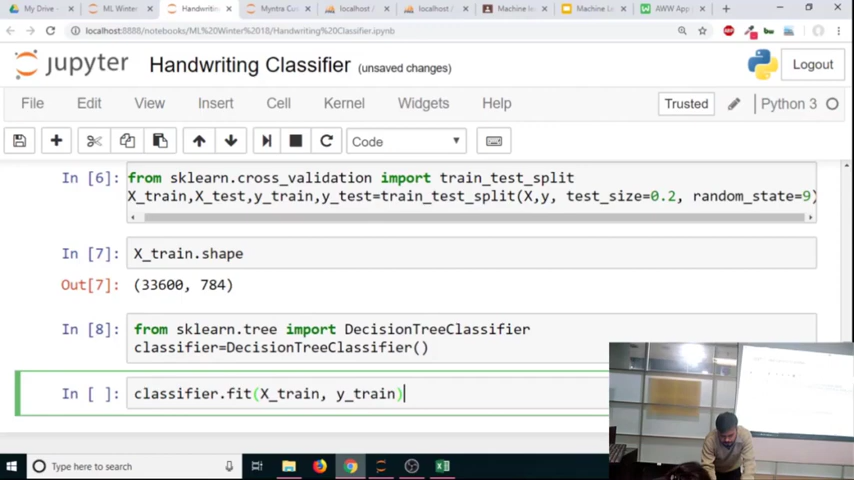 My Drive -
ML Winter
Handwriting
Myntra Cu
localhost /
localhost /
Machine le
Machine Le
AWW App
localhost:8888/notebooks/ML%20Winter%2018/Handwriting%20Classifier.ipynb
jupyter Handwriting Classifier (unsaved changes)
Logout
File Edit View Insert Cell Kernel Widgets Help
Trusted
Python 3
Code
In [6]: from sklearn.cross_validation import train_test_split
X_train,X_test,y_train,y_test=train_test_split(X,y, test_size=0.2, random_state=9)
In [7]: X_train.shape
Out[7]: (33600, 784)
In [8]: from sklearn.tree import DecisionTreeClassifier
classifier=DecisionTreeClassifier()
In [ ]: classifier.fit(X_train, y_train)
Type here to search